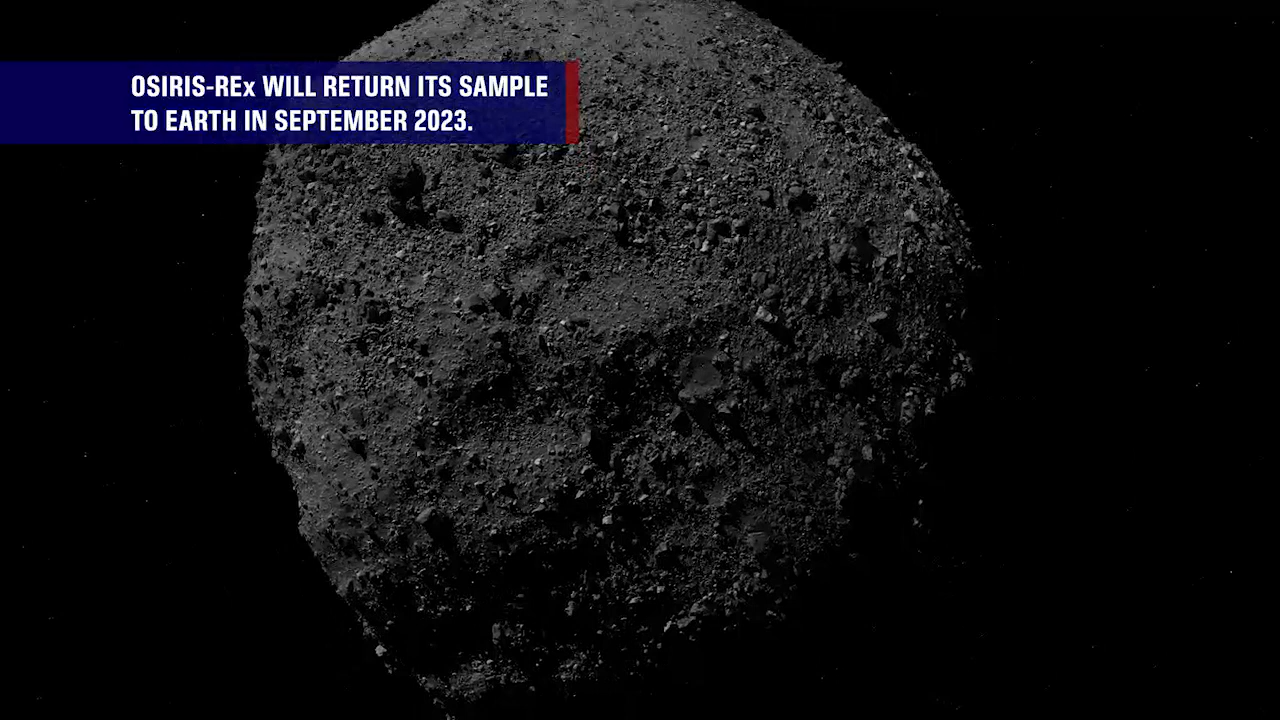 OSIRIS-REx WILL RETURN ITS SAMPLE
TO EARTH IN SEPTEMBER 2023.